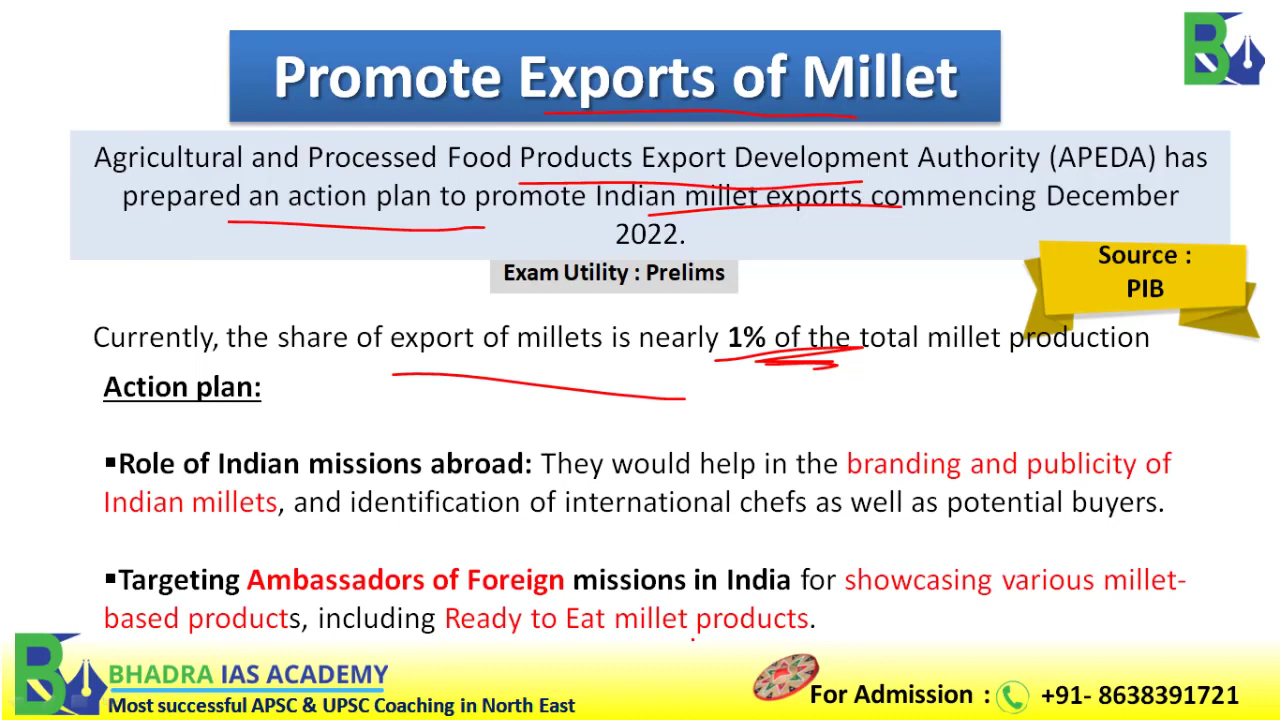 Promote Exports of Millet
Agricultural and Processed Food Products Export Development Authority (APEDA) has
prepared an action plan to promote Indian millet exports commencing December
2022.
Source :
PIB
Exam Utility : Prelims
Currently, the share of export of millets is nearly 1% of the total millet production
Action plan:
▪Role of Indian missions abroad: They would help in the branding and publicity of
Indian millets, and identification of international chefs as well as potential buyers.
▪Targeting Ambassadors of Foreign missions in India for showcasing various millet-
based products, including Ready to Eat millet products.
BHADRA IAS ACADEMY
Most successful APSC & UPSC Coaching in North East
For Admission : +91- 8638391721